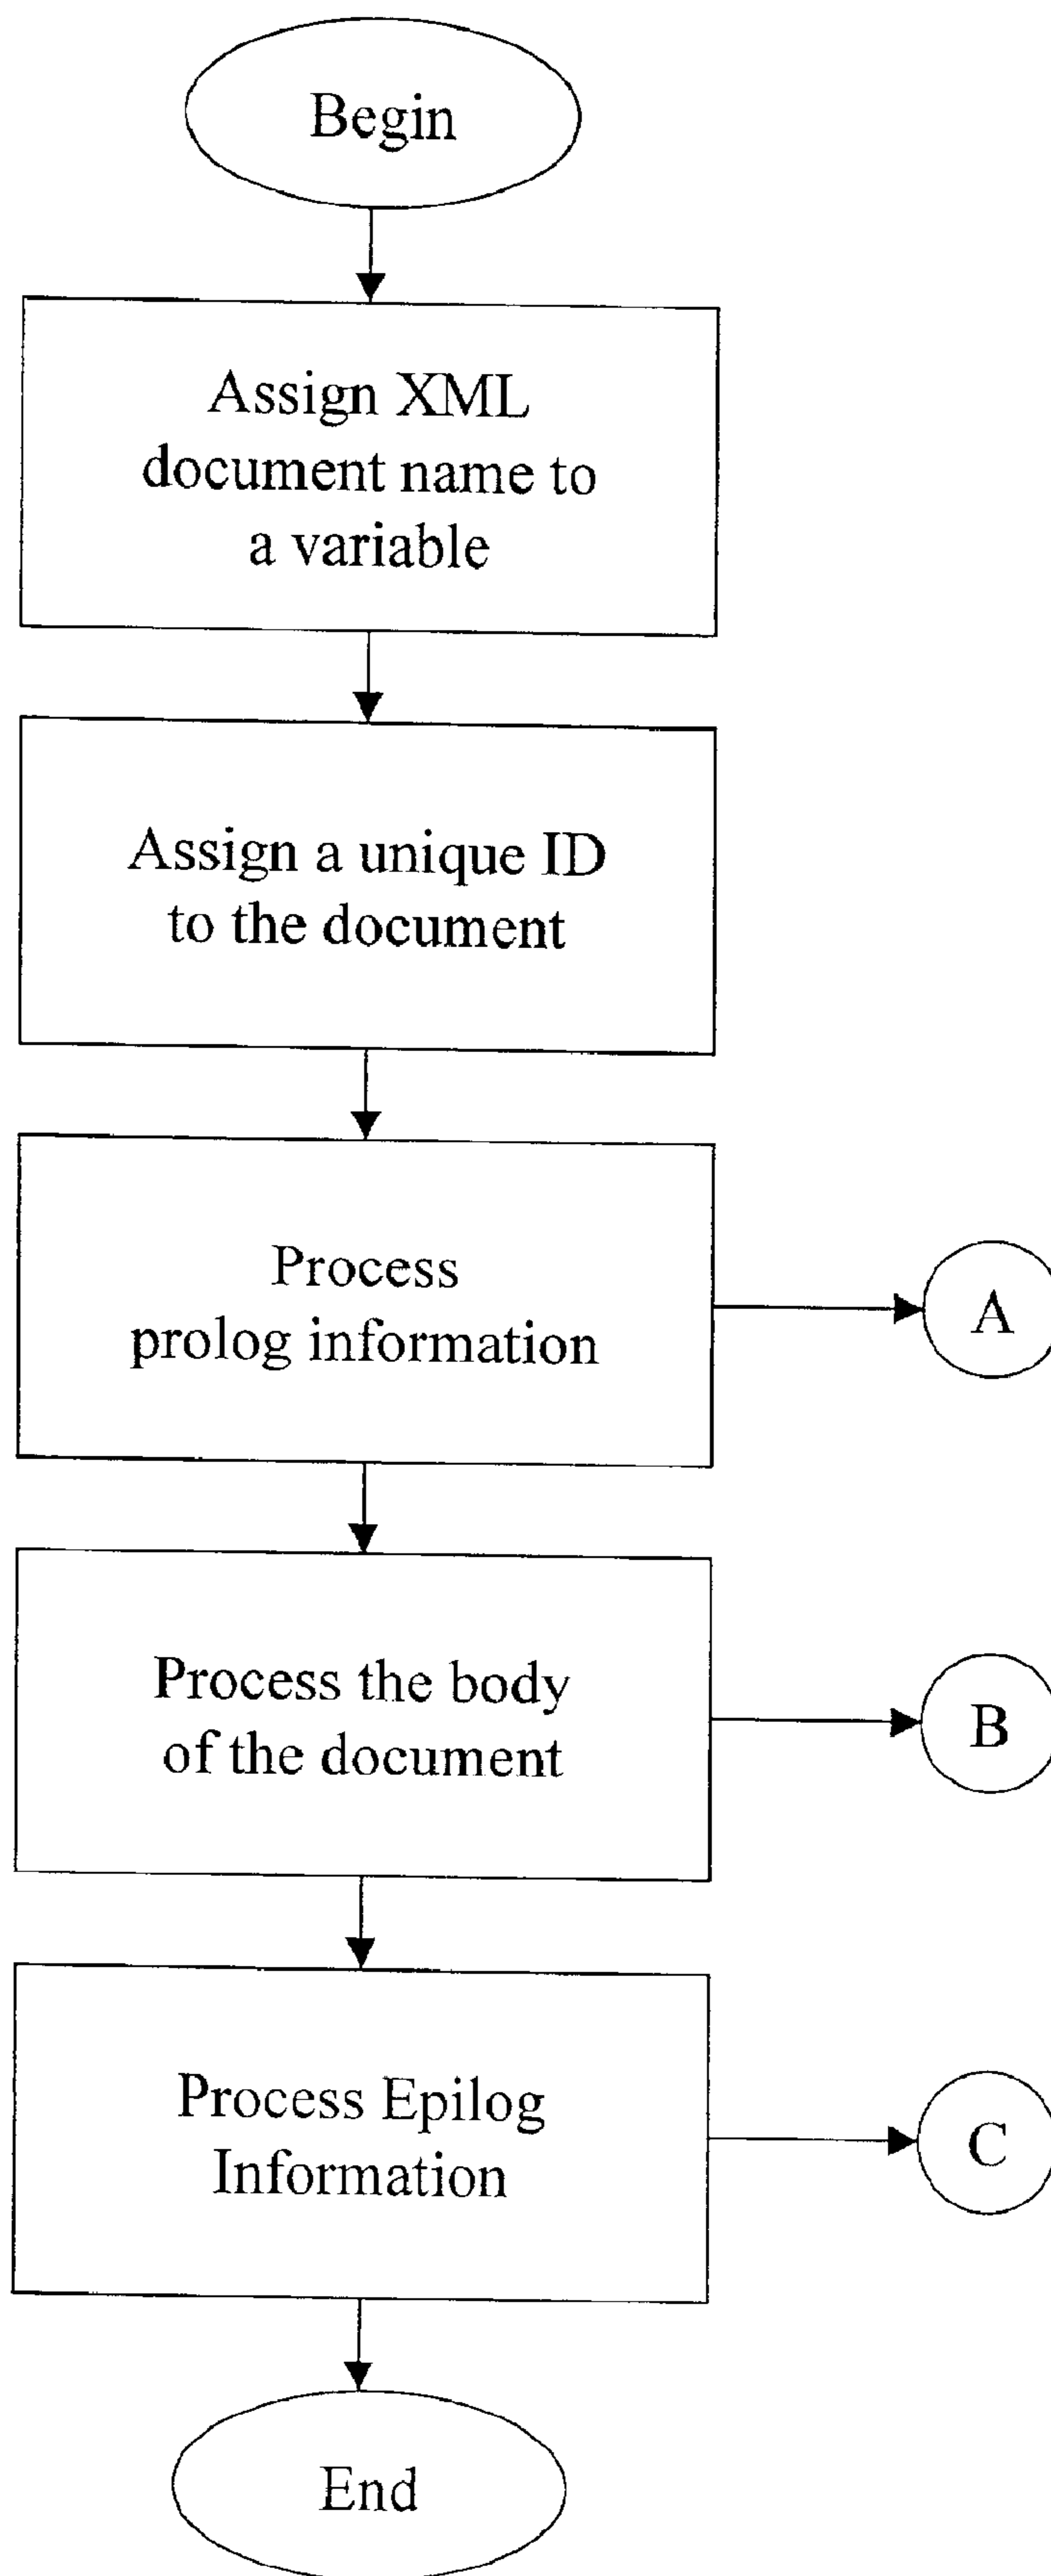 Begin
Assign XML
document name to
a variable
Assign a unique ID
to the document
Process
prolog information
A
Process the body
of the document
B
Process Epilog
Information
C
End